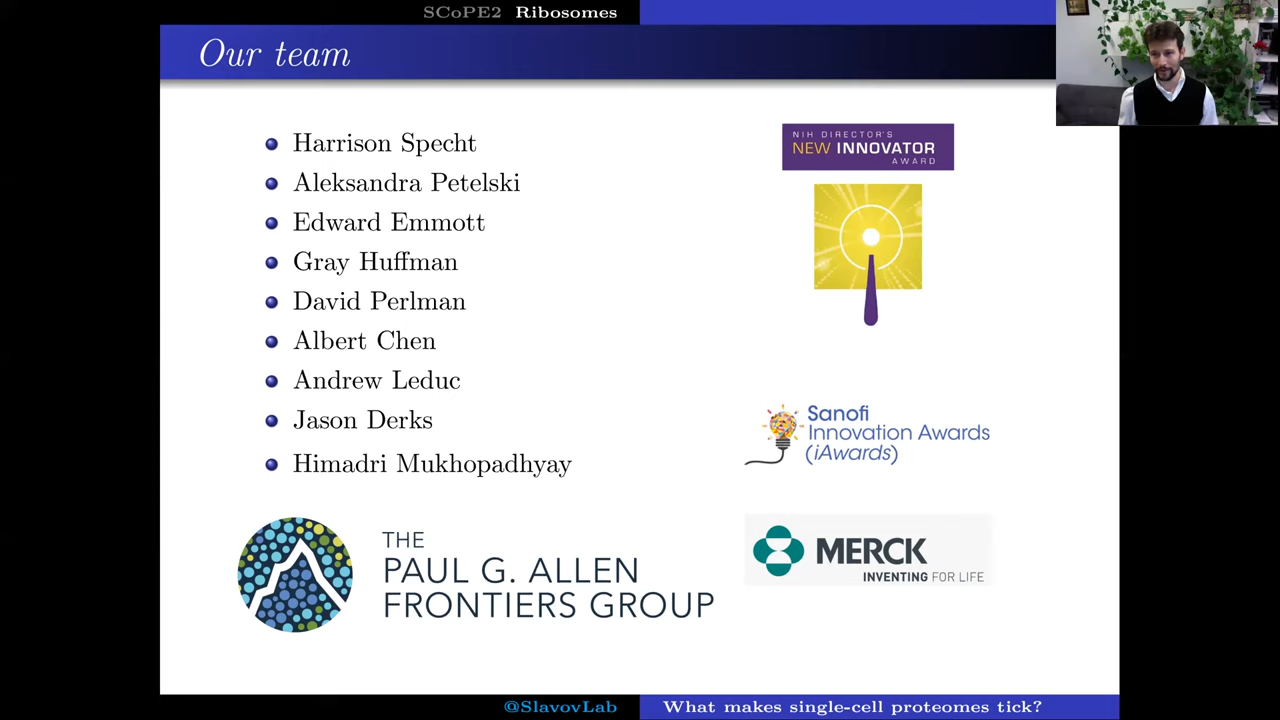 SCoPE2 Ribosomes
Our team
Harrison Specht
Aleksandra Petelski
Edward Emmott
Gray Huffman
David Perlman
Albert Chen
Andrew Leduc
Jason Derks
Himadri Mukhopadhyay
THE
PAUL G. ALLEN
FRONTIERS GROUP
NIH DIRECTOR'S
NEW INNOVATOR
AWARD
Sanofi
Innovation Awards
(iAwards)
MERCK
INVENTING FOR LIFE
@SlavovLab What makes single-cell proteomes tick?